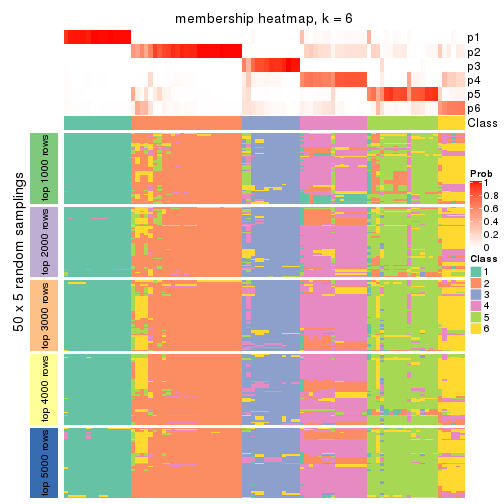 membership heatmap, k = 6
p1
p2
p3
p4
p5
p6
Class
50 x 5 random samplings
top 1000 rows
top 2000 rows
top 3000 rows
top 4000 rows
top 5000 rows
Prob
1
0.8
0.6
0.4
0.2
0
Class
1
2
3
4
5
6